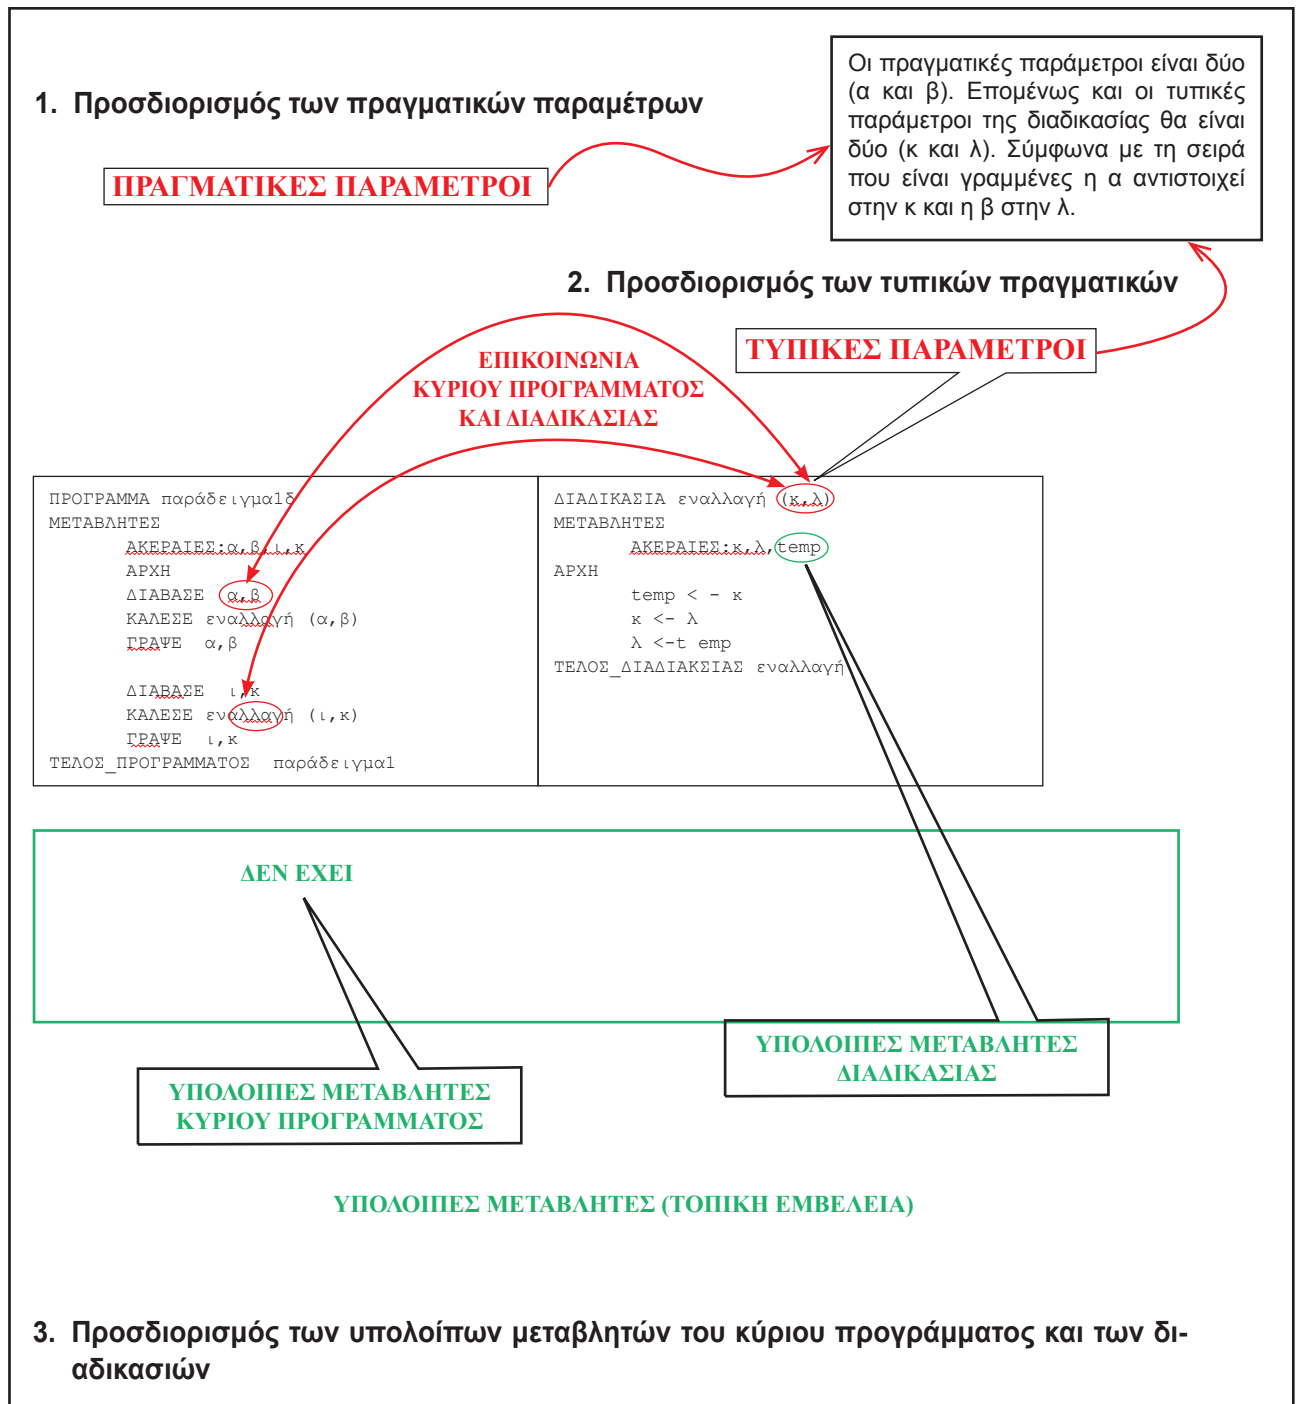 1. Προσδιορισμός των πραγματικών παραμέτρων
ΠΡΑΓΜΑΤΙΚΕΣ ΠΑΡΑΜΕΤΡΟΙ
Οι πραγματικές παράμετροι είναι δύο
(α και β). Επομένως και οι τυπικές
παράμετροι της διαδικασίας θα είναι
δύο (κ και λ). Σύμφωνα με τη σειρά
που είναι γραμμένες η α αντιστοιχεί
στην κ και η β στην λ.
2. Προσδιορισμός των τυπικών πραγματικών
ΤΥΠΙΚΕΣ ΠΑΡΑΜΕΤΡΟΙ
ΕΠΙΚΟΙΝΩΝΙΑ
ΚΥΡΙΟΥ ΠΡΟΓΡΑΜΜΑΤΟΣ
ΚΑΙ ΔΙΑΔΙΚΑΣΙΑΣ
ΠΡΟΓΡΑΜΜΑ παράδειγμα1δ
ΜΕΤΑΒΛΗΤΕΣ
ΑΚΕΡΑΙΕΣ:α,β,ι,κ
ΑΡΧΗ
ΔΙΑΒΑΣΕ α,β
ΚΑΛΕΣΕ εναλλαγή (α,β)
ΓΡΑΨΕ α,β
ΔΙΑΒΑΣΕ ι,κ
ΚΑΛΕΣΕ εναλλαγή (ι,κ)
ΓΡΑΨΕ ι,κ
ΤΕΛΟΣ_ΠΡΟΓΡΑΜΜΑΤΟΣ παράδειγμα1
ΔΙΑΔΙΚΑΣΙΑ εναλλαγή (κ,λ)
ΜΕΤΑΒΛΗΤΕΣ
ΑΚΕΡΑΙΕΣ:κ,λ,temp
ΑΡΧΗ
temp < - κ
κ <- λ
λ <-t emp
ΤΕΛΟΣ_ΔΙΑΔΙΑΚΣΙΑΣ εναλλαγή
ΔΕΝ ΕΧΕΙ
ΥΠΟΛΟΙΠΕΣ ΜΕΤΑΒΛΗΤΕΣ
ΔΙΑΔΙΚΑΣΙΑΣ
ΥΠΟΛΟΙΠΕΣ ΜΕΤΑΒΛΗΤΕΣ
ΚΥΡΙΟΥ ΠΡΟΓΡΑΜΜΑΤΟΣ
ΥΠΟΛΟΙΠΕΣ ΜΕΤΑΒΛΗΤΕΣ (ΤΟΠΙΚΗ ΕΜΒΕΛΕΙΑ)
3. Προσδιορισμός των υπολοίπων μεταβλητών του κύριου προγράμματος και των δι-
αδικασιών